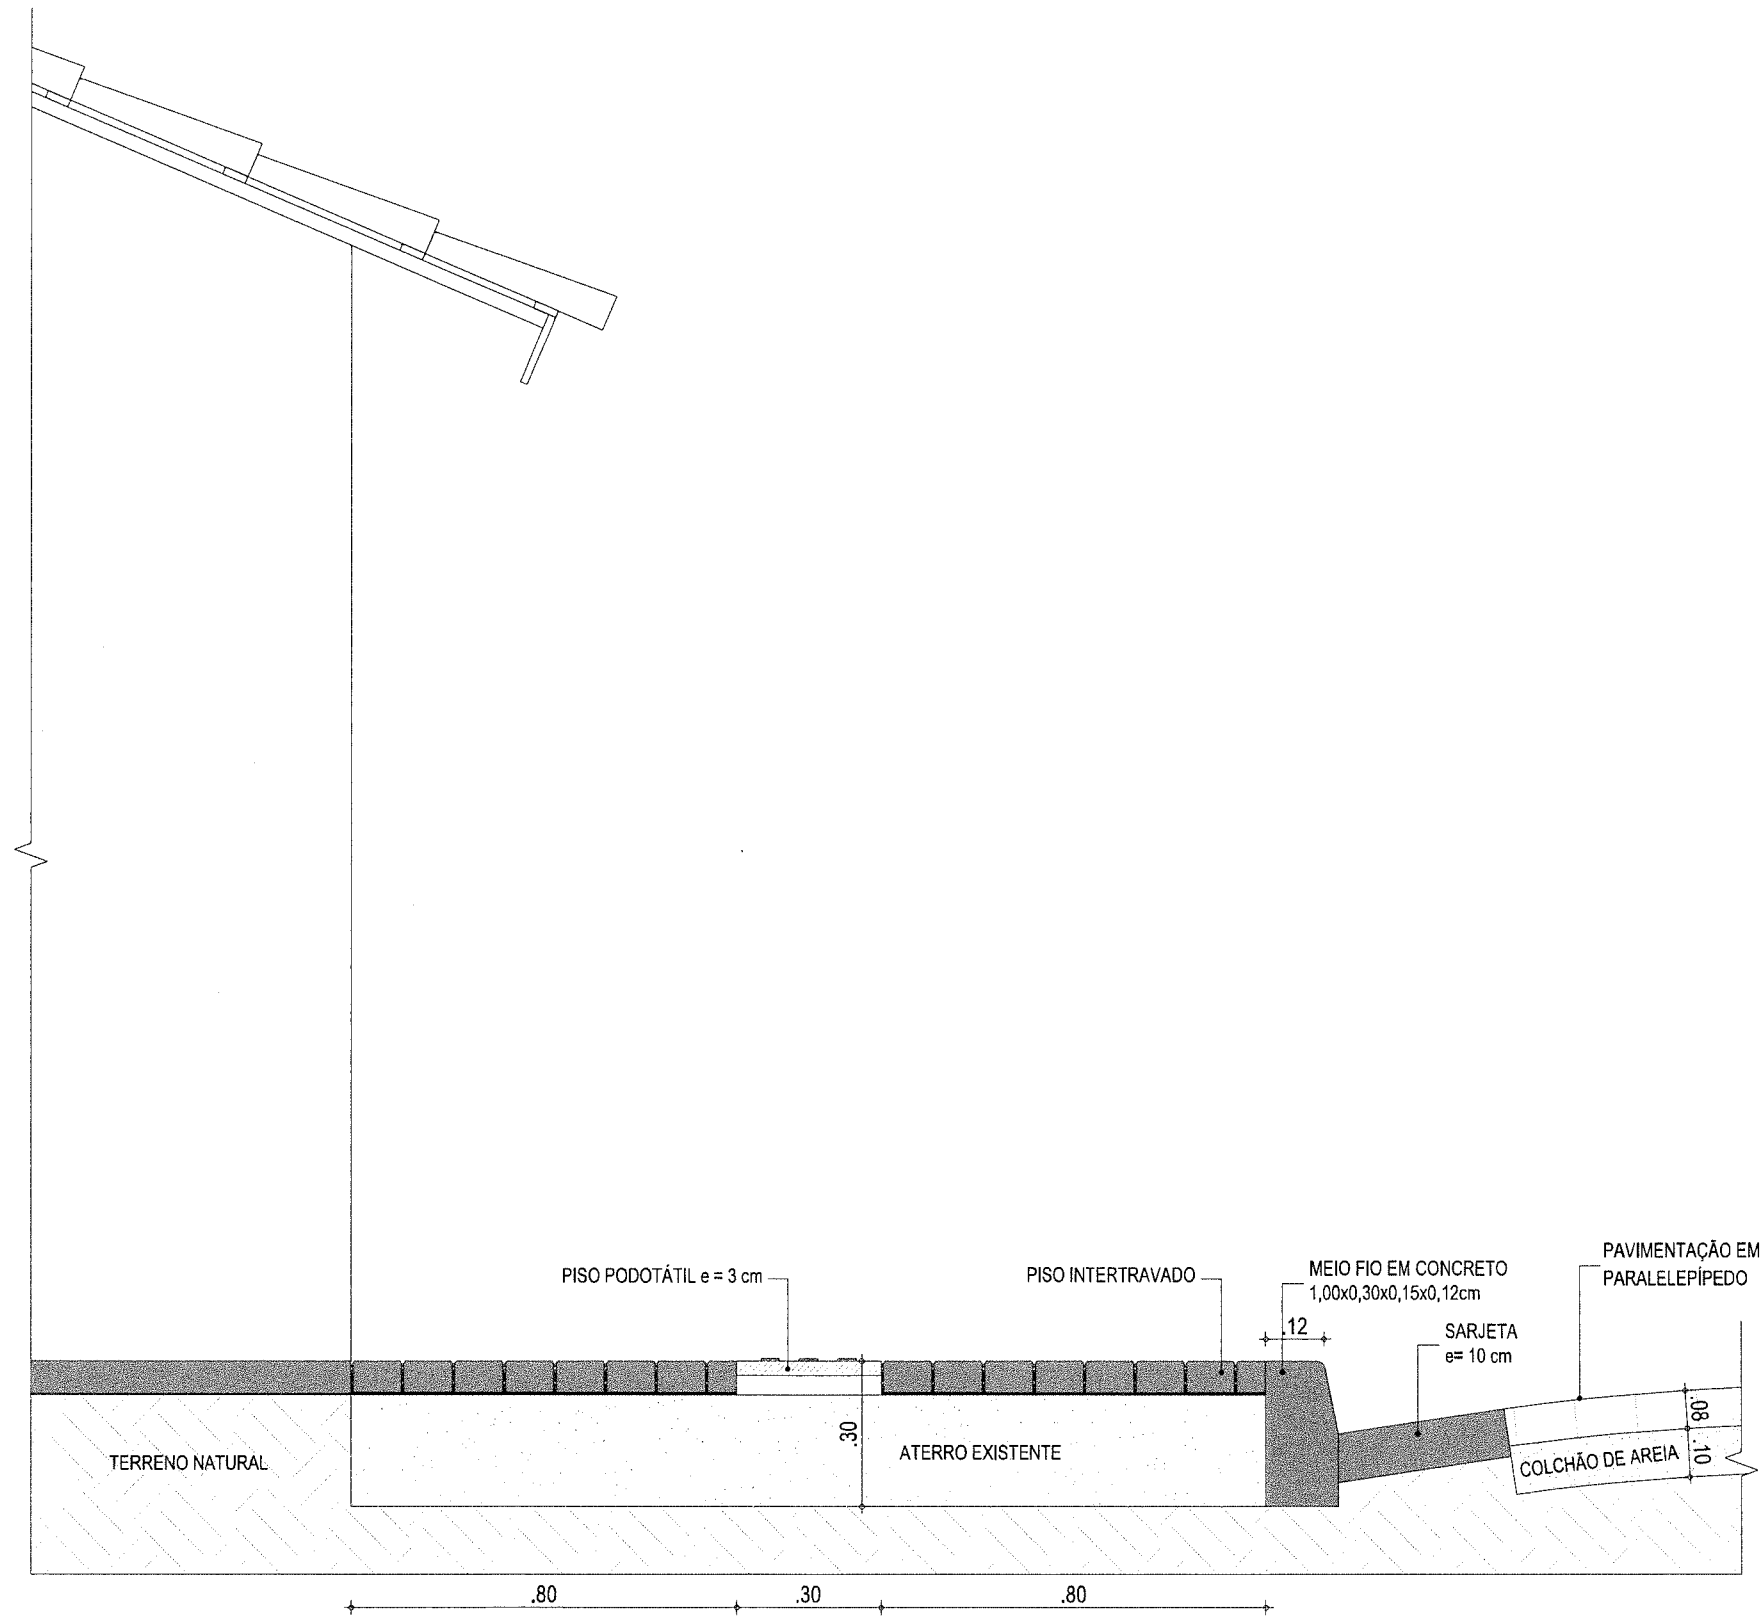 PAVIMENTAÇÃO EM
PARALELEPÍPEDO
PISO PODOTÁTIL e = 3 cm
PISO INTERTRAVADO
MEIO FIO EM CONCRETO
1,00x0,30x0,15x0,12cm
.12
SARJETA
e= 10 cm
.08
.10
.30
TERRENO NATURAL
ATERRO EXISTENTE
COLCHÃO DE AREIA
.80
.30
.80